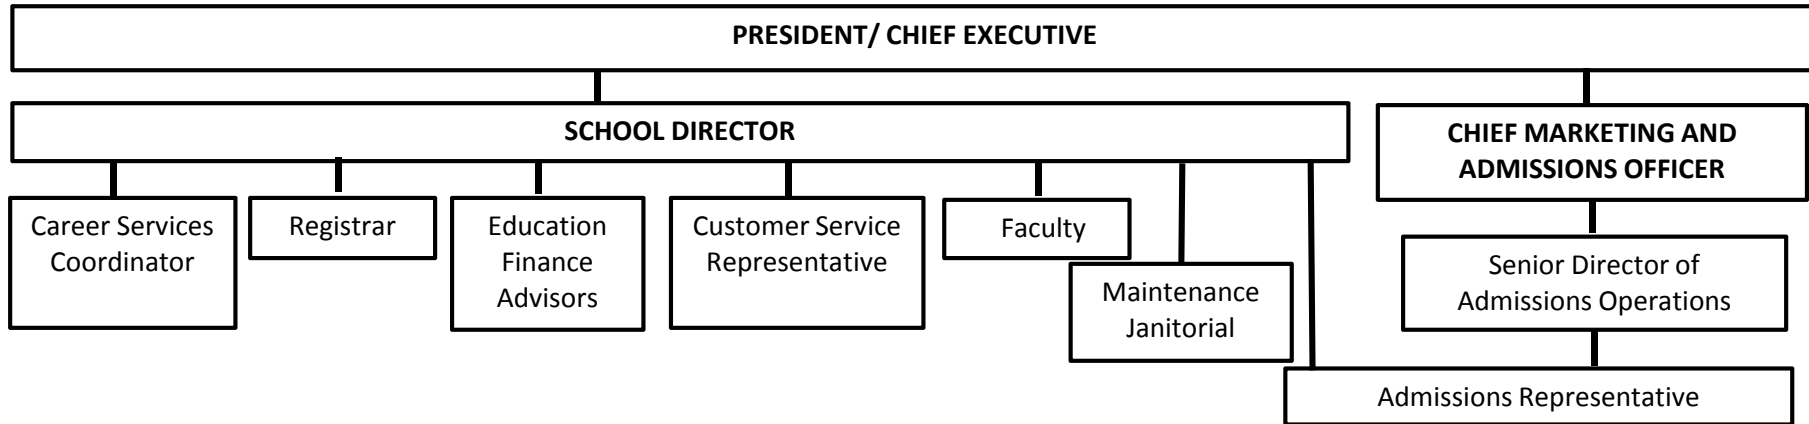 PRESIDENT/ CHIEF EXECUTIVE
SCHOOL DIRECTOR
CHIEF MARKETING AND
ADMISSIONS OFFICER
Career Services
Coordinator
Registrar
Education
Finance
Advisors
Customer Service
Representative
Faculty
Maintenance
Janitorial
Senior Director of
Admissions Operations
Admissions Representative